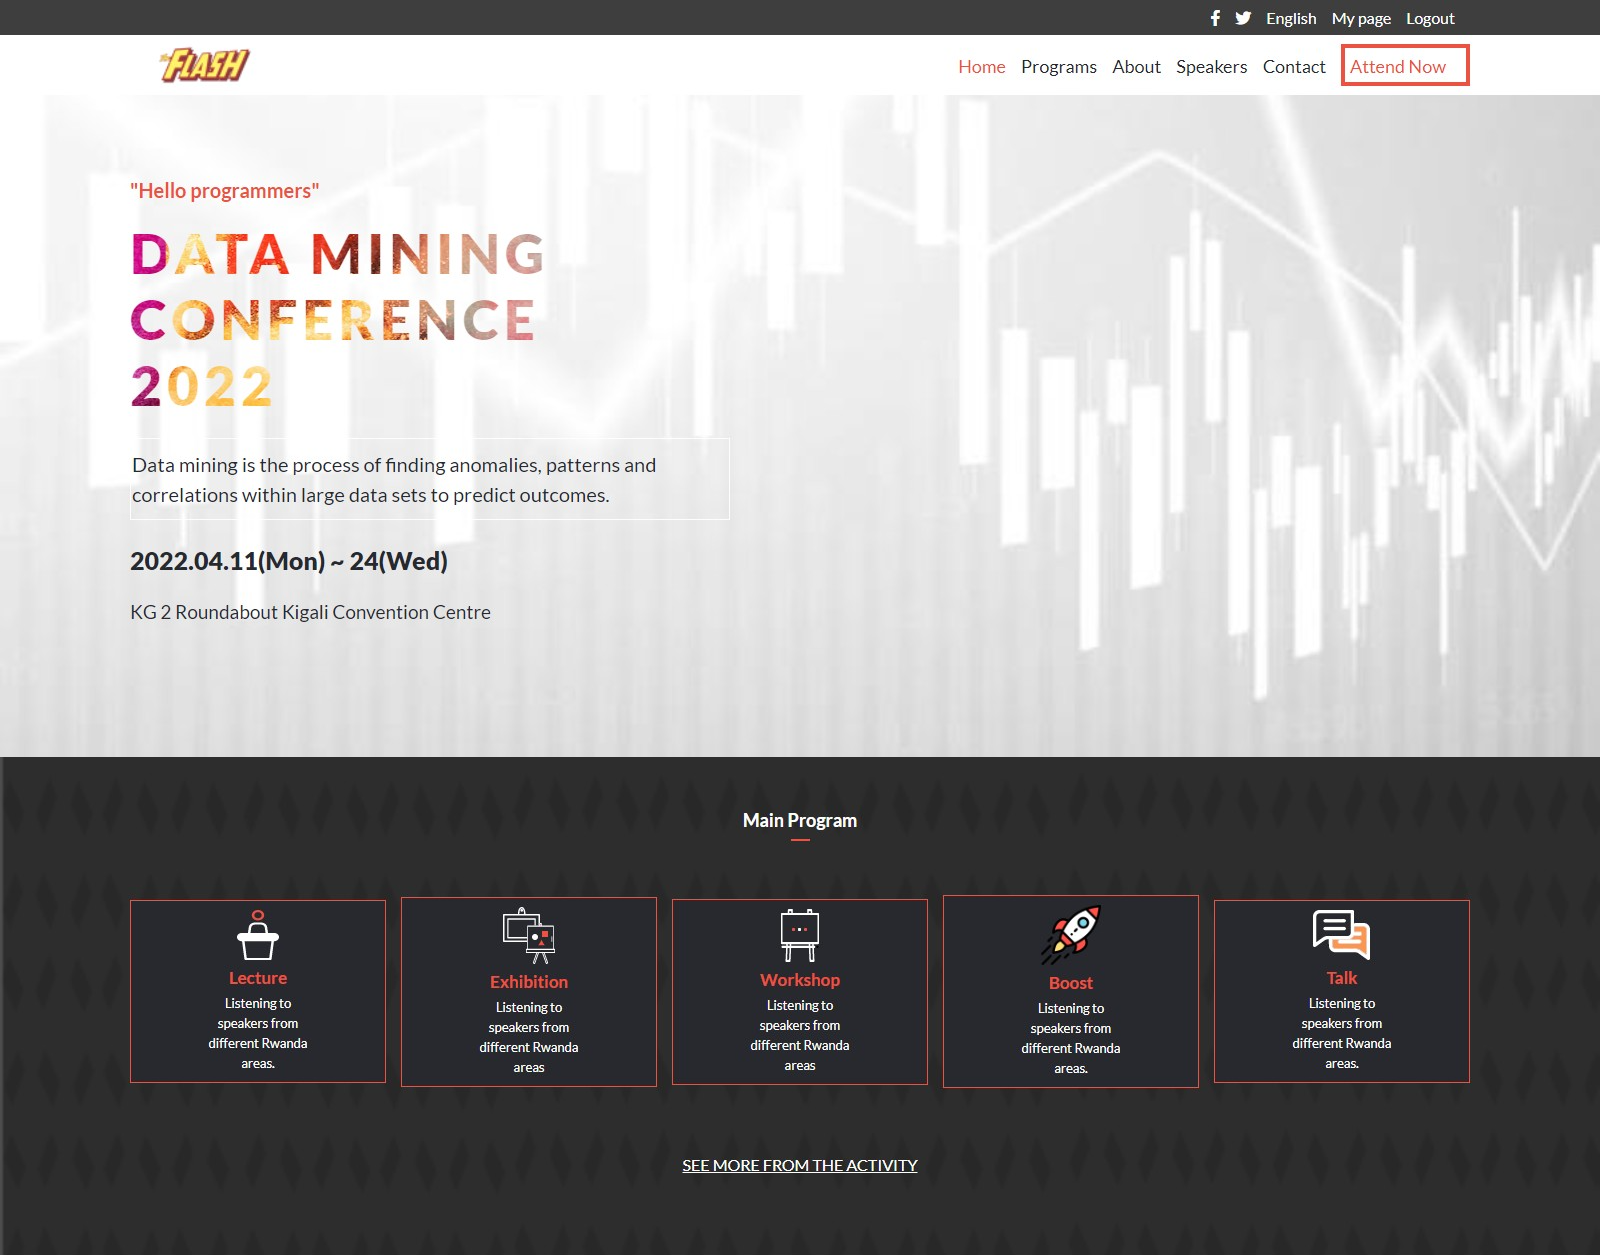 English My page Logout
THE FLASH
Home Programs About Speakers Contact Attend Now
"Hello programmers"
DATA MINING
CONFERENCE
2022
Data mining is the process of finding anomalies, patterns and
correlations within large data sets to predict outcomes.
2022.04.11(Mon) ~ 24(Wed)
KG 2 Roundabout Kigali Convention Centre
Main Program
Lecture
Listening to
speakers from
different Rwanda
areas.
Exhibition
Listening to
speakers from
different Rwanda
areas
Workshop
Listening to
speakers from
different Rwanda
areas
Boost
Listening to
speakers from
different Rwanda
areas.
Talk
Listening to
speakers from
different Rwanda
areas.
SEE MORE FROM THE ACTIVITY